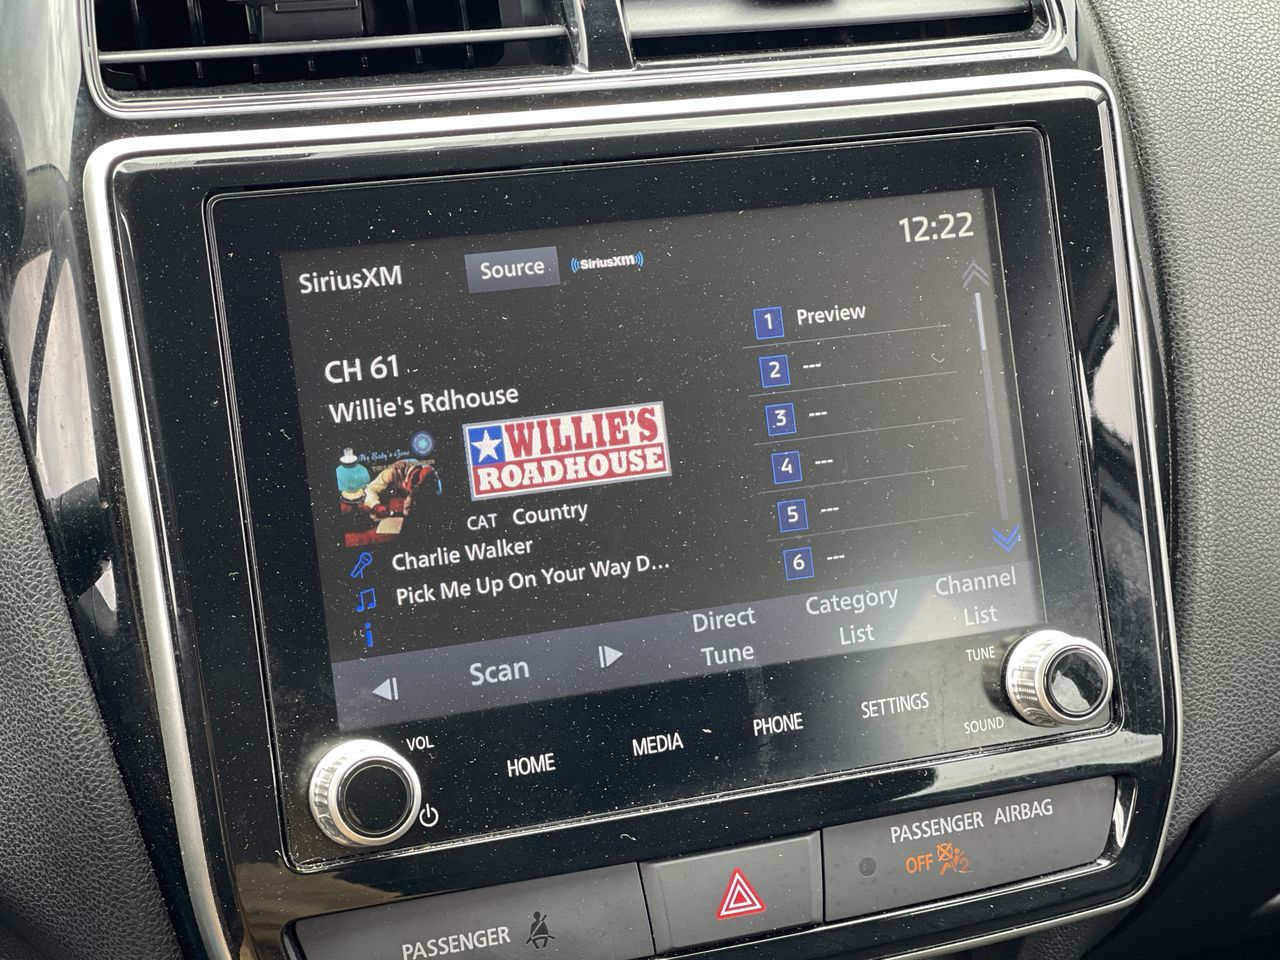 12:22
SiriusXM
Source
SiriusXM
CH 61
Willie's Rdhouse
WILLIE'S
ROADHOUSE
CAT Country
Charlie Walker
Pick Me Up On Your Way D...
1 Preview
2 ---
3 ---
4 ---
5 ---
6 ---
Scan
Direct
Tune
Category
List
Channel
List
VOL
HOME
MEDIA
PHONE
SETTINGS
TUNE
SOUND
PASSENGER AIRBAG
OFF
PASSENGER